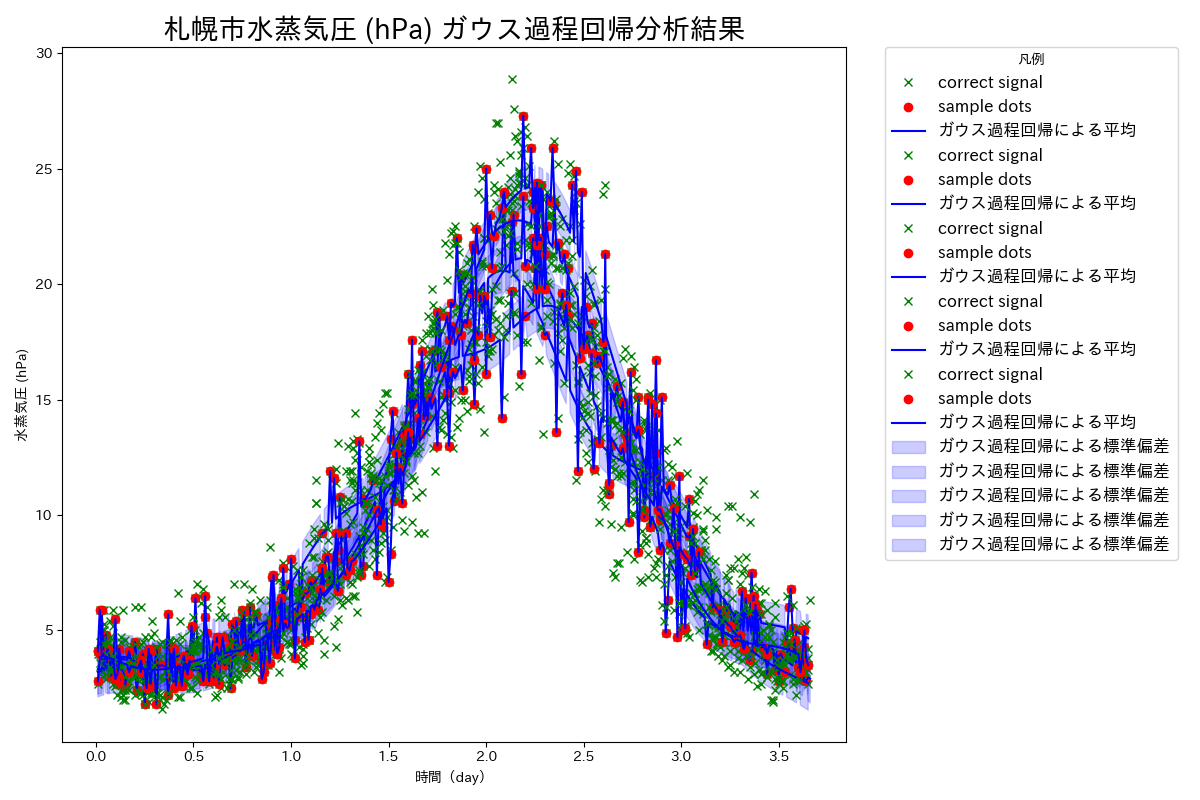 札幌市水蒸気圧 (hPa) ガウス過程回帰分析結果
30
25
20
15
10
5
水蒸気圧 (hPa)
0.0 0.5 1.0 1.5 2.0 2.5 3.0 3.5
時間（day）
凡例
correct signal
sample dots
ガウス過程回帰による平均
correct signal
sample dots
ガウス過程回帰による平均
correct signal
sample dots
ガウス過程回帰による平均
correct signal
sample dots
ガウス過程回帰による平均
correct signal
sample dots
ガウス過程回帰による平均
ガウス過程回帰による標準偏差
ガウス過程回帰による標準偏差
ガウス過程回帰による標準偏差
ガウス過程回帰による標準偏差
ガウス過程回帰による標準偏差